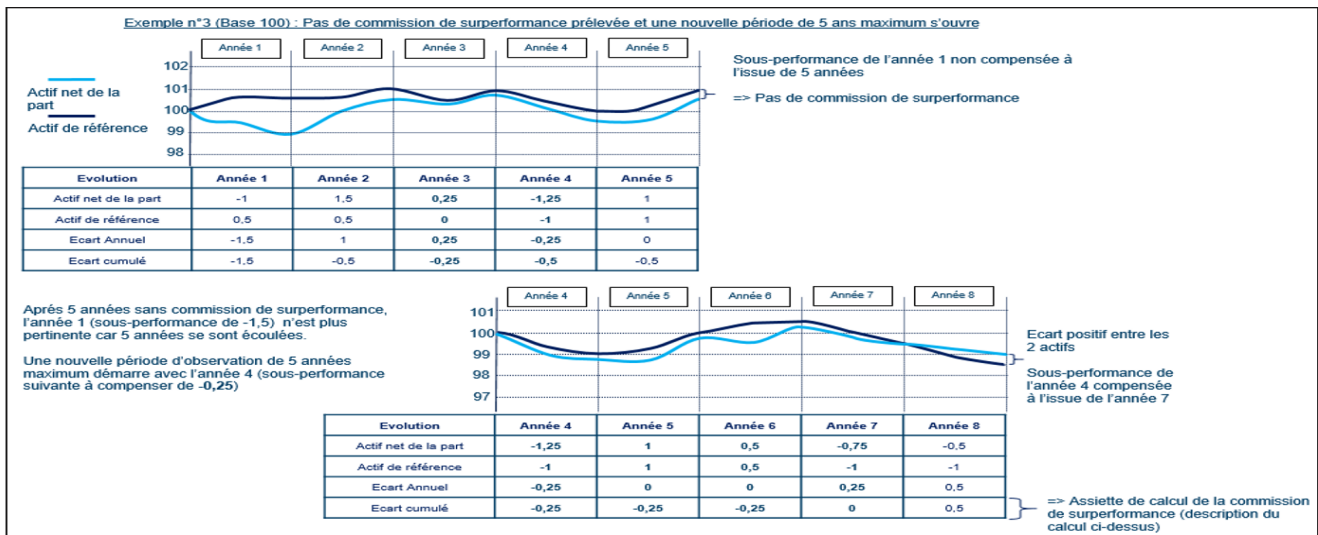 Exemple n°3 (Base 100) : Pas de commission de surperformance prélevée et une nouvelle période de 5 ans maximum s'ouvre
Année 1 Année 2 Année 3 Année 4 Année 5
102
101
100
99
98
Actif net de la
part
Actif de référence
Sous-performance de l'année 1 non compensée à
l'issue de 5 années
=> Pas de commission de surperformance
Evolution Année 1 Année 2 Année 3 Année 4 Année 5
Actif net de la part -1 1,5 0,25 -1,25 1
Actif de référence 0,5 0,5 0 -1 1
Ecart Annuel -1,5 1 0,25 -0,25 0
Ecart cumulé -1,5 -0,5 -0,25 -0,5 -0,5
Aprés 5 années sans commission de surperformance,
l'année 1 (sous-performance de -1,5) n'est plus
pertinente car 5 années se sont écoulées.
Une nouvelle période d'observation de 5 années
maximum démarre avec l'année 4 (sous-performance
suivante à compenser de -0,25)
Année 4 Année 5 Année 6 Année 7 Année 8
101
100
99
98
97
Ecart positif entre les
2 actifs
Sous-performance de
l'année 4 compensée
à l'issue de l'année 7
Evolution Année 4 Année 5 Année 6 Année 7 Année 8
Actif net de la part -1,25 1 0,5 -0,75 -0,5
Actif de référence -1 1 0,5 -1 -1
Ecart Annuel -0,25 0 0 0,25 0,5
Ecart cumulé -0,25 -0,25 -0,25 0 0,5
=> Assiette de calcul de la commission
de surperformance (description du
calcul ci-dessus)